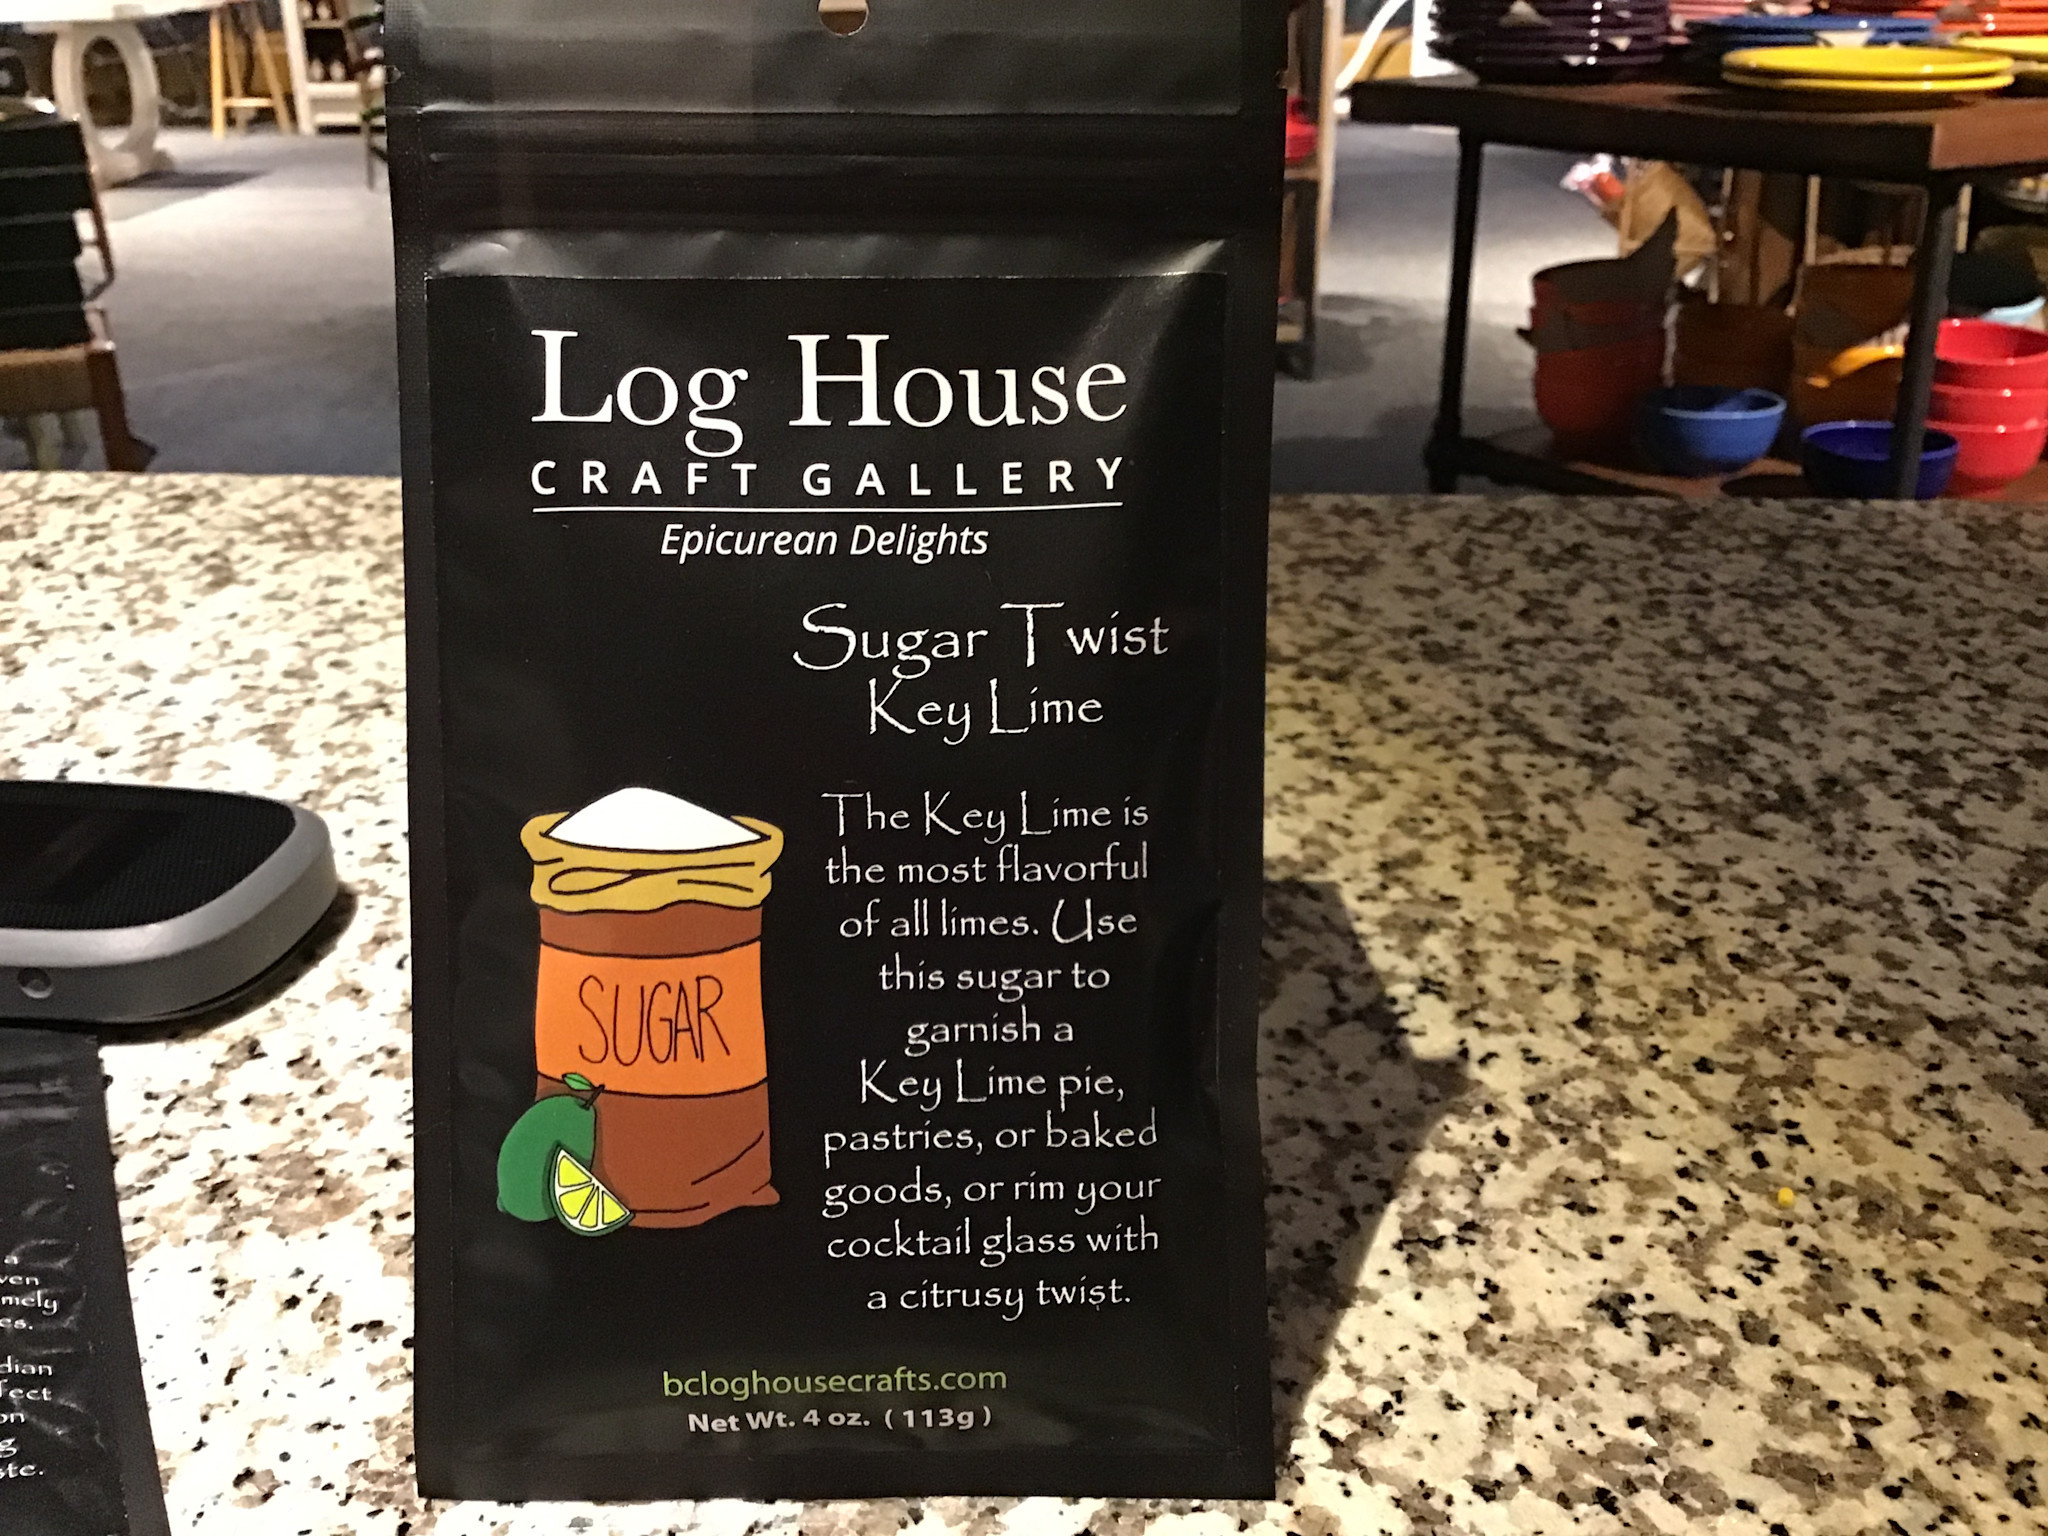 Log House
CRAFT GALLERY
Epicurean Delights
Sugar Twist
Key Lime
The Key Lime is
the most flavorful
of all limes. Use
this sugar to
garnish a
Key Lime pie,
pastries, or baked
goods, or rim your
cocktail glass with
a citrusy twist.
SUGAR
bcloghousecrafts.com
Net Wt. 4 oz. ( 113g )
a